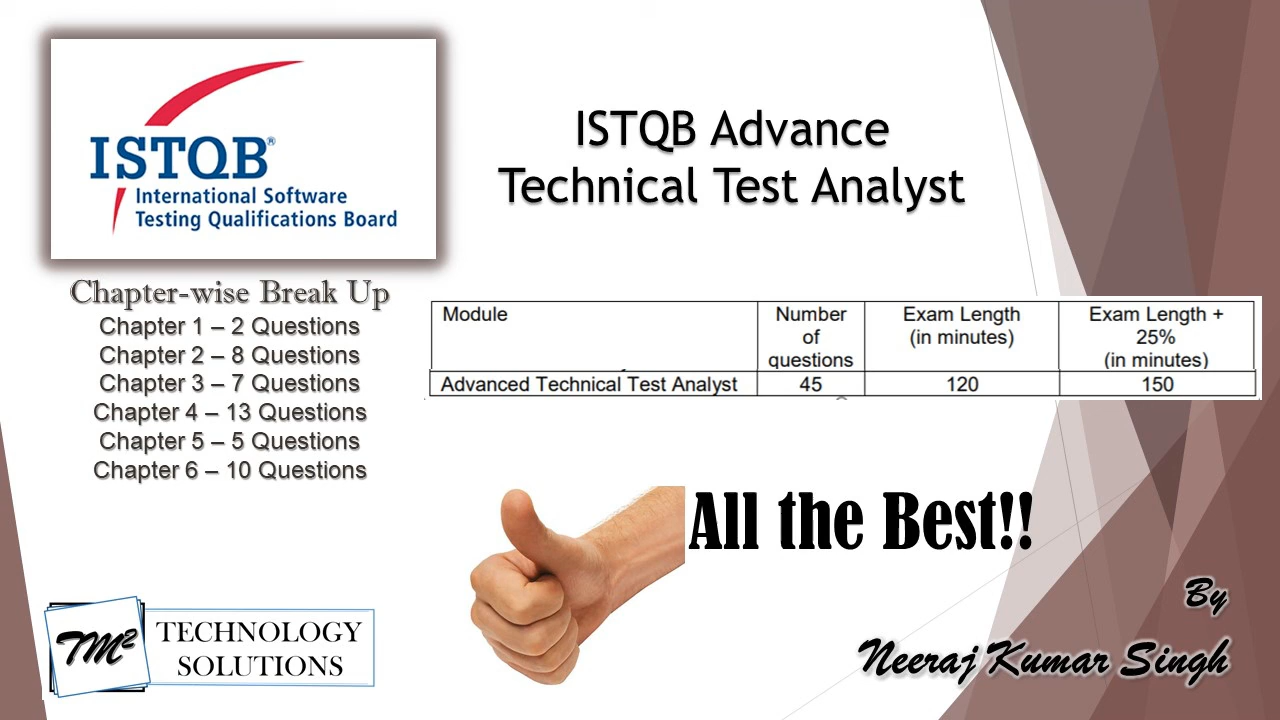 ISTQB®
International Software
Testing Qualifications Board
ISTQB Advance
Technical Test Analyst
Chapter-wise Break Up
Chapter 1 – 2 Questions
Chapter 2 – 8 Questions
Chapter 3 – 7 Questions
Chapter 4 – 13 Questions
Chapter 5 – 5 Questions
Chapter 6 – 10 Questions
Module Number of questions Exam Length (in minutes) Exam Length + 25% (in minutes)
Advanced Technical Test Analyst 45 120 150
All the Best!!
By
Neeraj Kumar Singh
TM²
TECHNOLOGY
SOLUTIONS